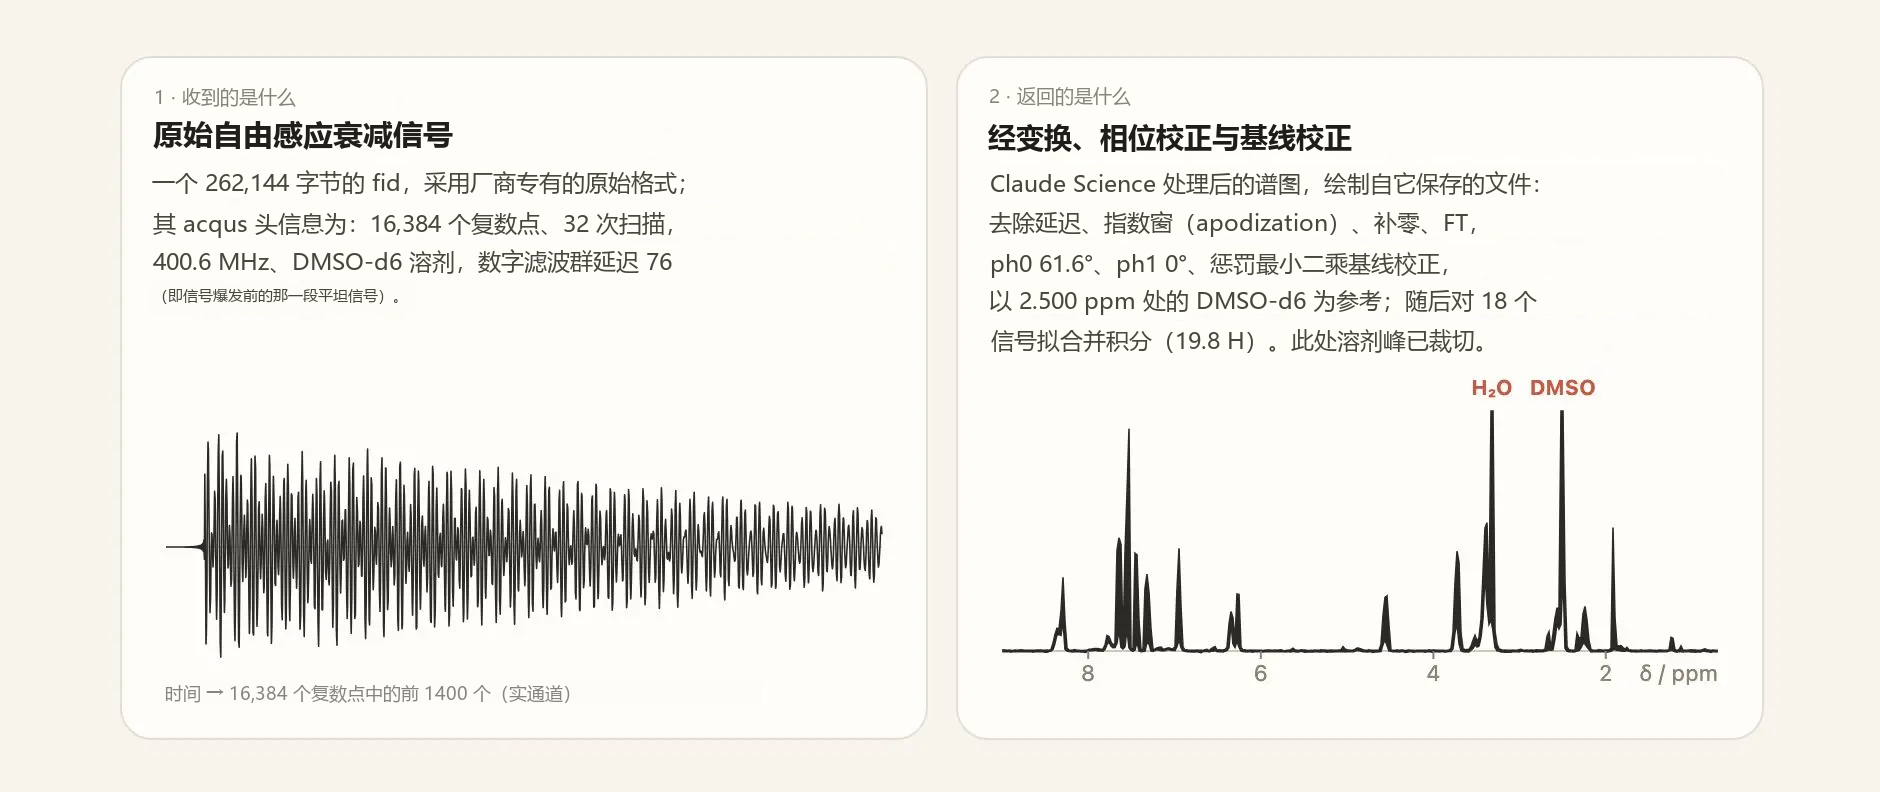 1 · 收到的是什么
原始自由感应衰减信号
一个 262,144 字节的 fid，采用厂商专有的原始格式；
其 acqus 头信息为：16,384 个复数点、32 次扫描，
400.6 MHz、DMSO-d6 溶剂，数字滤波群延迟 76
（即信号爆发前的那一段平坦信号）。
时间 → 16,384 个复数点中的前 1400 个（实通道）
2 · 返回的是什么
经变换、相位校正与基线校正
Claude Science 处理后的谱图，绘制自它保存的文件：
去除延迟、指数窗（apodization）、补零、FT，
ph0 61.6°、ph1 0°、惩罚最小二乘基线校正，
以 2.500 ppm 处的 DMSO-d6 为参考；随后对 18 个
信号拟合并积分（19.8 H）。此处溶剂峰已裁切。
H₂O DMSO
8 6 4 2 δ / ppm